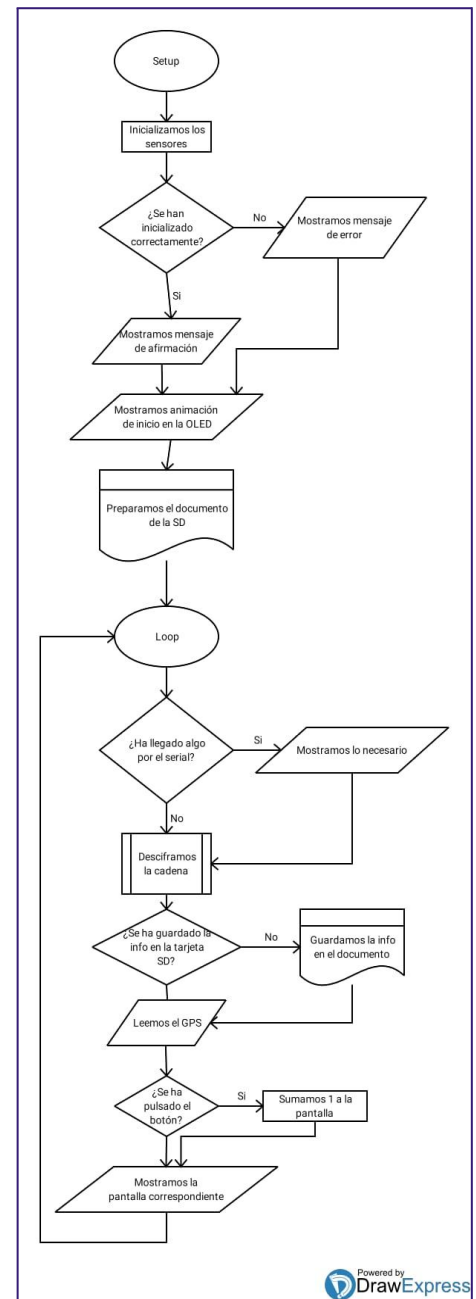 Setup
Inicializamos los
sensores
¿Se han
inicializado
correctamente?
No
Mostramos mensaje
de error
Si
Mostramos mensaje
de afirmación
Mostramos animación
de inicio en la OLED
Preparamos el documento
de la SD
Loop
¿Ha llegado algo
por el serial?
Si
Mostramos lo necesario
No
Desciframos
la cadena
¿Se ha guardado la
info en la tarjeta
SD?
No
Guardamos la info
en el documento
Leemos el GPS
¿Se ha
pulsado el
botón?
Si
Sumamos 1 a la
pantalla
Mostramos la
pantalla correspondiente
Powered by
DrawExpress